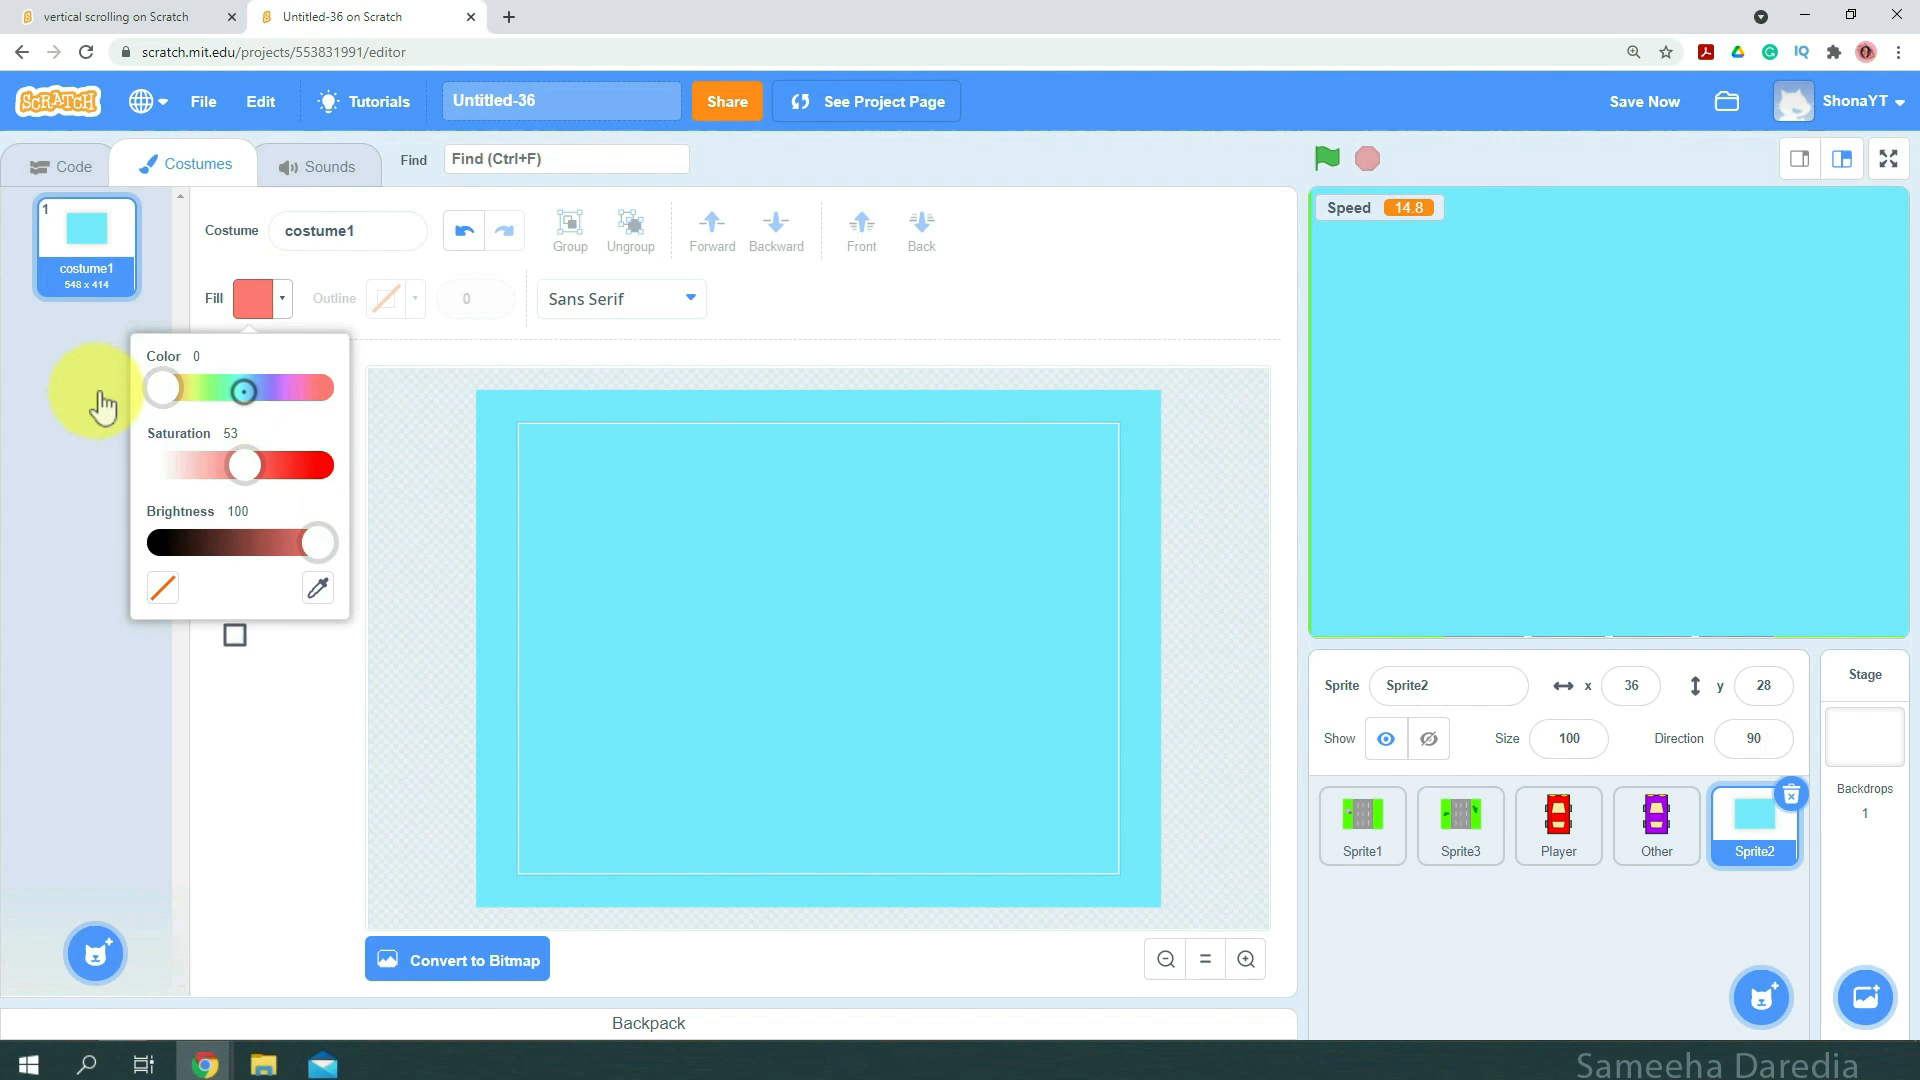 vertical scrolling on Scratch
Untitled-36 on Scratch
scratch.mit.edu/projects/553831991/editor
SCRATCH
File
Edit
Tutorials
Untitled-36
Share
See Project Page
Save Now
ShonaYT
Code
Costumes
Sounds
Find
Find (Ctrl+F)
1
costume1
548 x 414
Costume
costume1
Group
Ungroup
Forward
Backward
Front
Back
Fill
Outline
0
Sans Serif
Color 0
Saturation 53
Brightness 100
Convert to Bitmap
Backpack
Speed 14.8
Sprite
Sprite2
x
36
y
28
Show
Size
100
Direction
90
Sprite1
Sprite3
Player
Other
Sprite2
Stage
Backdrops
1
IQ
Sameeha Daredia